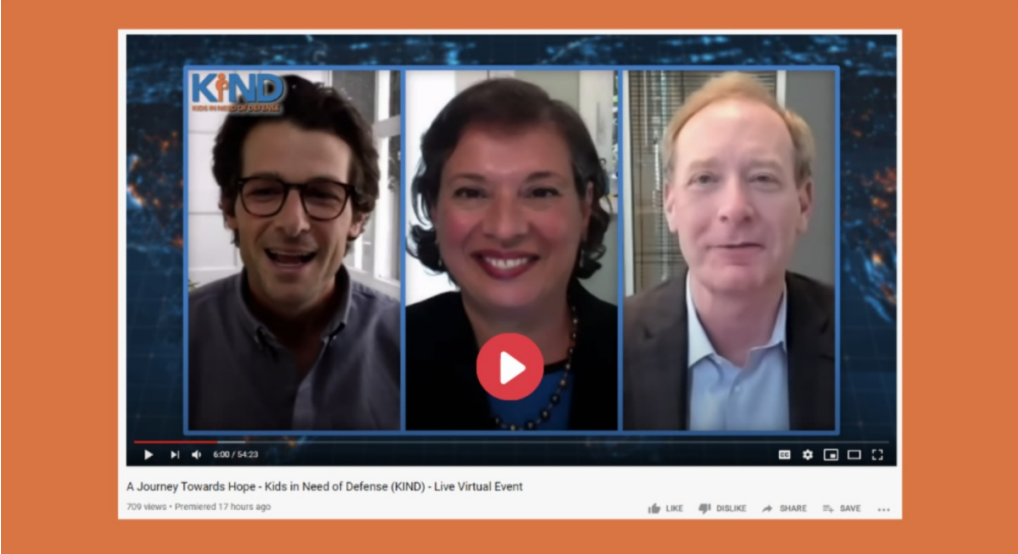 KIND
KIDS IN NEED OF DEFENSE
6:00 / 54:23
CC
A Journey Towards Hope - Kids in Need of Defense (KIND) - Live Virtual Event
709 views • Premiered 17 hours ago
LIKE
DISLIKE
SHARE
SAVE